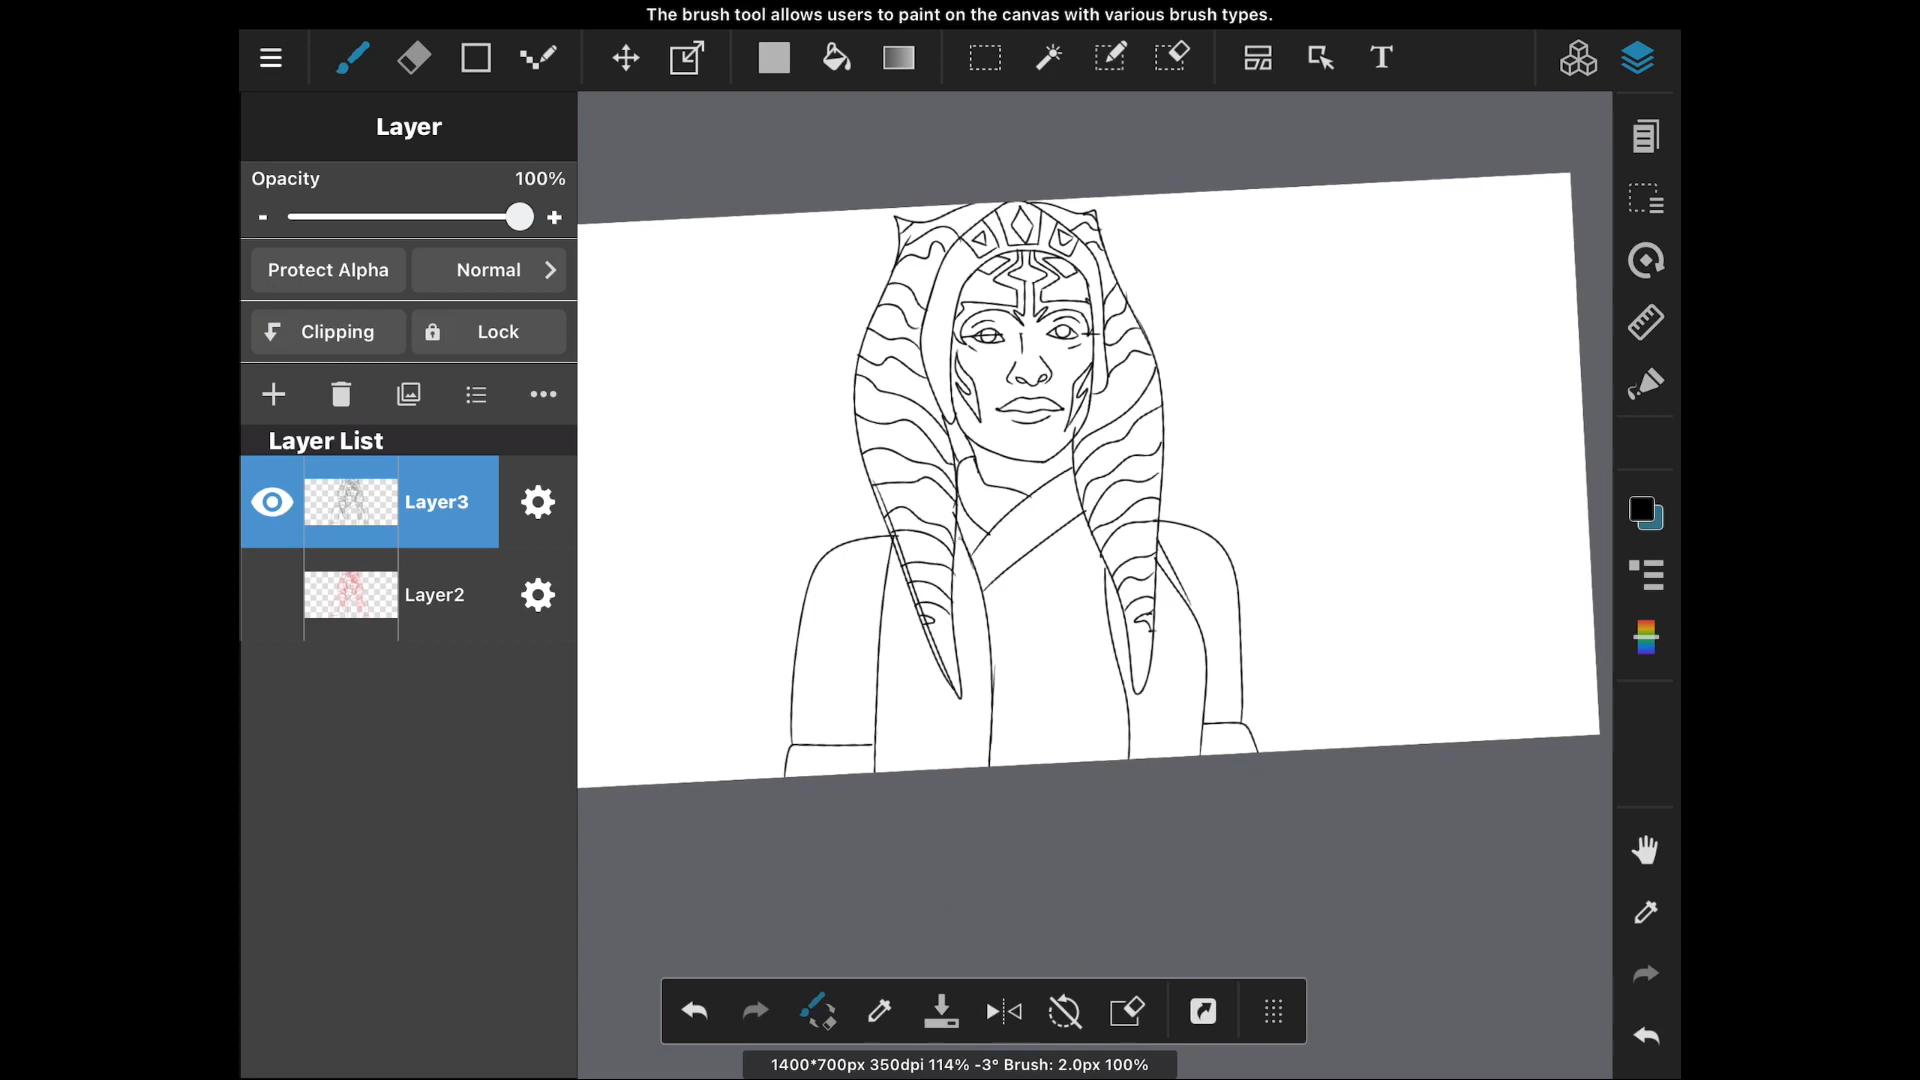 The brush tool allows users to paint on the canvas with various brush types.
T
Layer
Opacity 100%
- +
Protect Alpha Normal
Clipping Lock
Layer List
Layer3
Layer2
1400*700px 350dpi 114% -3° Brush: 2.0px 100%